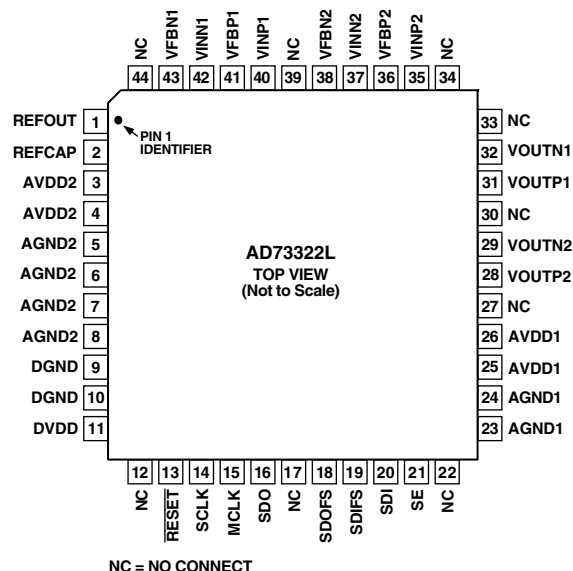 NC VFBN1 VINN1 VFBP1 VINP1 NC VFBN2 VINN2 VFBP2 VINP2 NC
44 43 42 41 40 39 38 37 36 35 34
REFOUT 1
REFCAP 2
AVDD2 3
AVDD2 4
AGND2 5
AGND2 6
AGND2 7
AGND2 8
DGND 9
DGND 10
DVDD 11
PIN 1
IDENTIFIER
AD73322L
TOP VIEW
(Not to Scale)
33 NC
32 VOUTN1
31 VOUTP1
30 NC
29 VOUTN2
28 VOUTP2
27 NC
26 AVDD1
25 AVDD1
24 AGND1
23 AGND1
12 13 14 15 16 17 18 19 20 21 22
NC RESET SCLK MCLK SDO NC SDOFS SDIFS SDI SE NC
NC = NO CONNECT